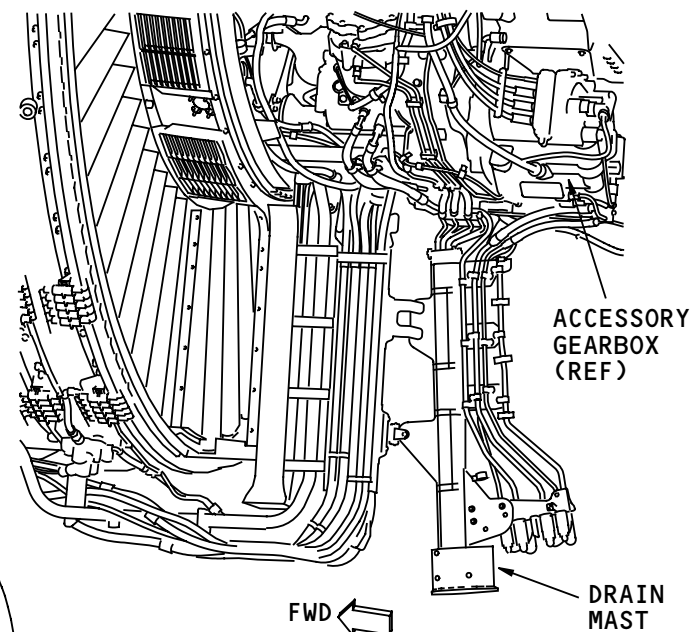 ACCESSORY
GEARBOX
(REF)
DRAIN
MAST
FWD